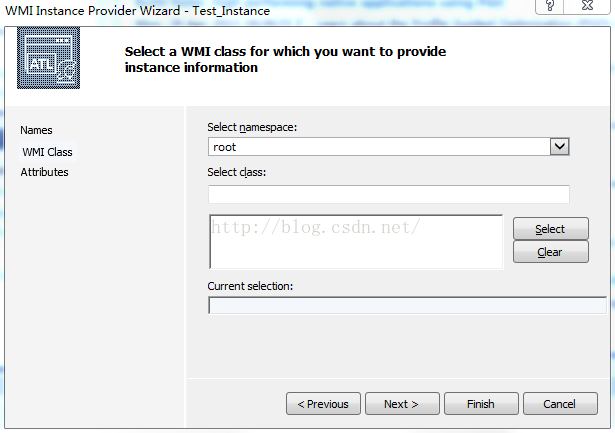 WMI Instance Provider Wizard - Test_Instance
Select a WMI class for which you want to provide
instance information
ATL
Names
WMI Class
Attributes
Select namespace:
root
Select class:
http://blog.csdn.net/
Select
Clear
Current selection:
< Previous
Next >
Finish
Cancel